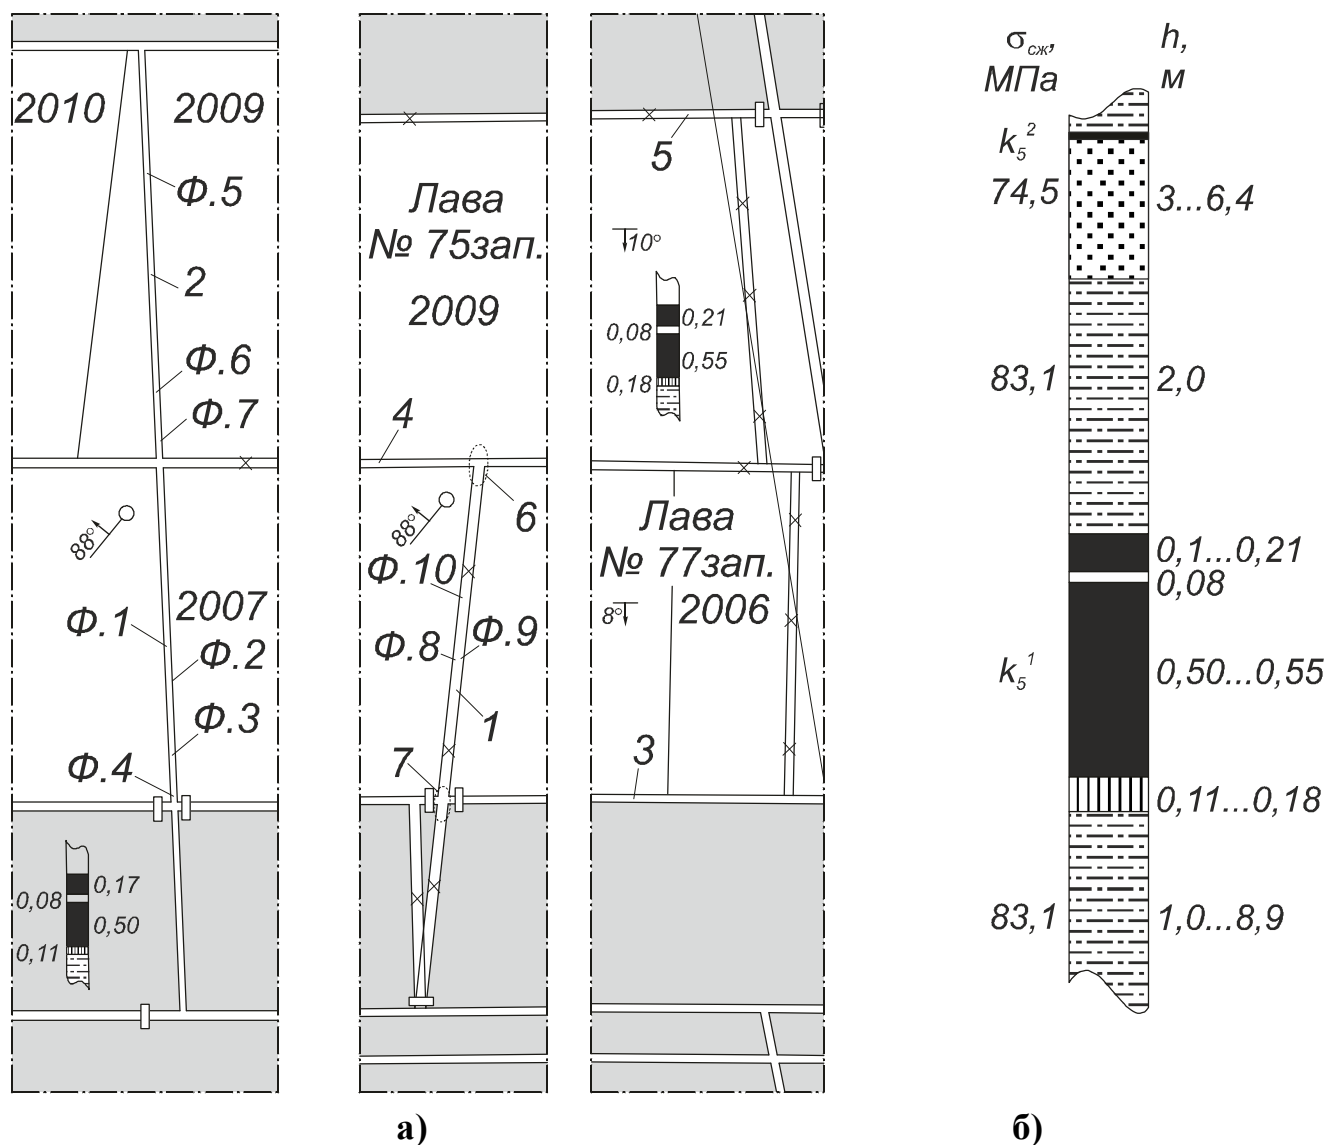 2010
2009
Ф.5
2
Ф.6
Ф.7
88°
2007
Ф.1
Ф.2
Ф.3
Ф.4
0,17
0,08
0,50
0,11
Лава
№ 75зап.
2009
4
6
88°
Ф.10
Ф.9
Ф.8
1
7
5
10°
0,21
0,08
0,55
0,18
Лава
№ 77зап.
8° 2006
3
а)
σсж, h,
МПа м
k₅²
74,5 3...6,4
83,1 2,0
0,1...0,21
0,08
k₅¹ 0,50...0,55
0,11...0,18
83,1 1,0...8,9
б)